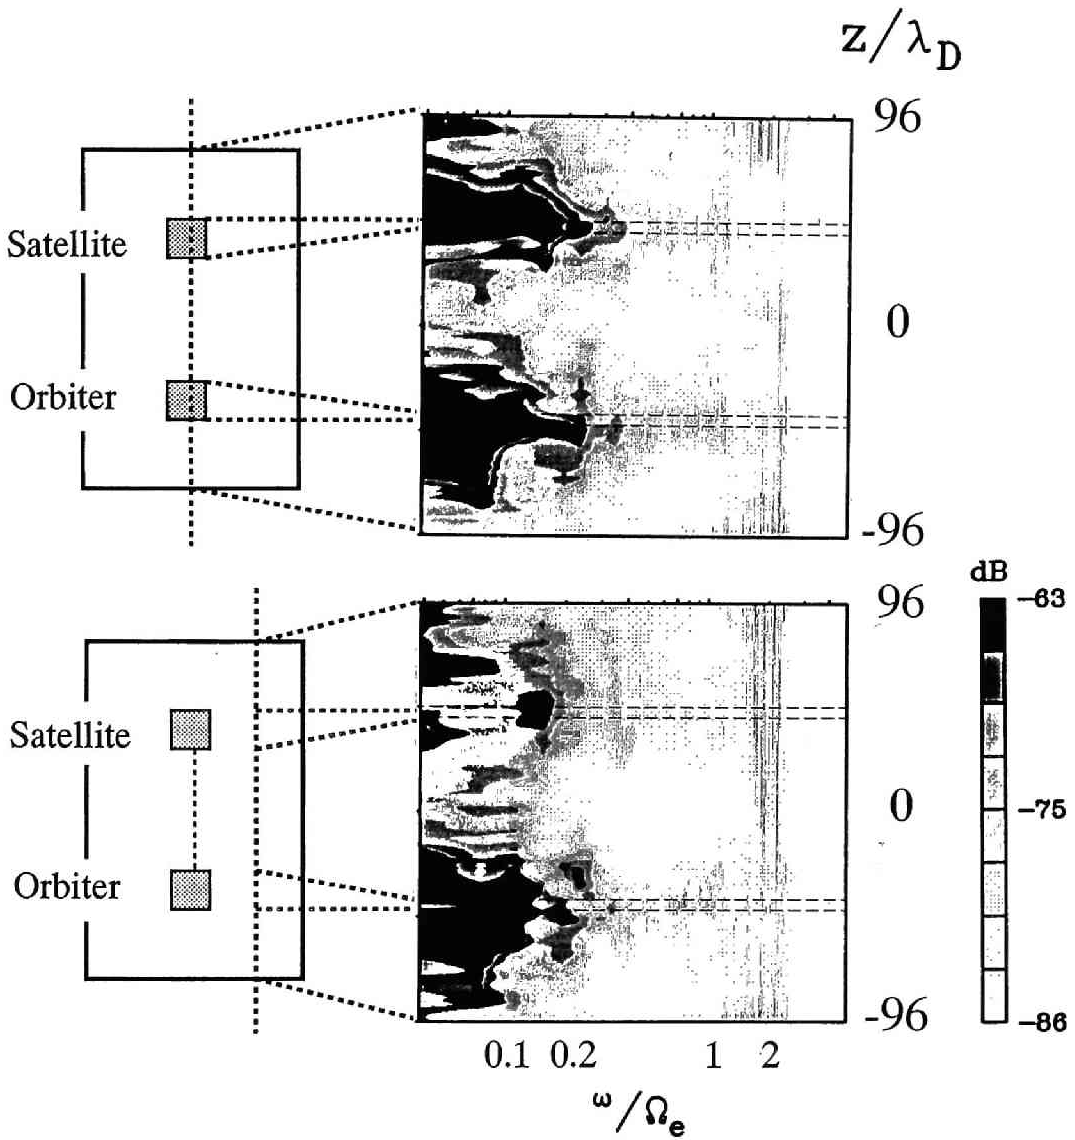 z/λD
96
Satellite
0
Orbiter
-96
dB
96
-63
Satellite
-75
0
Orbiter
-96
-86
0.1 0.2 1 2
ω/Ωe